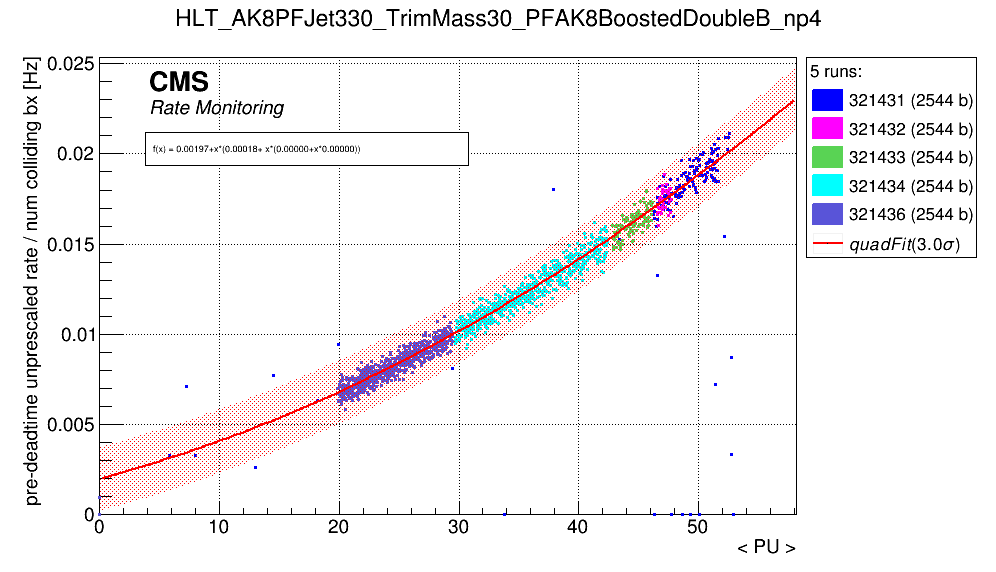 HLT_AK8PFJet330_TrimMass30_PFAK8BoostedDoubleB_np4
pre-deadtime unprescaled rate / num colliding bx [Hz]
0.025
0.02
0.015
0.01
0.005
0
CMS
Rate Monitoring
f(x) = 0.00197+x*(0.00018+ x*(0.00000+x*0.00000))
0 10 20 30 40 50
< PU >
5 runs:
321431 (2544 b)
321432 (2544 b)
321433 (2544 b)
321434 (2544 b)
321436 (2544 b)
quadFit(3.0σ)